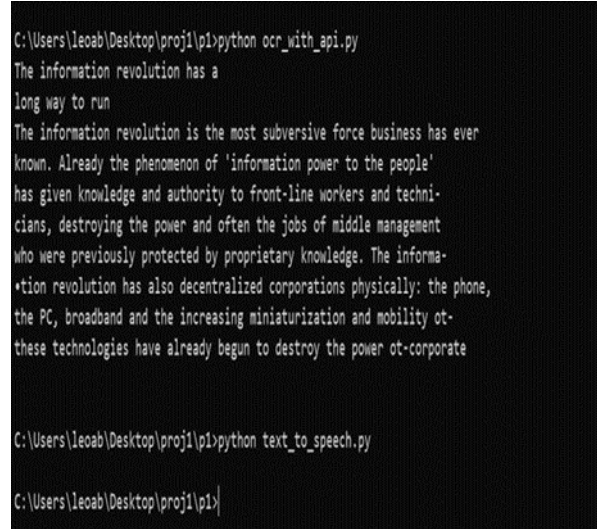 C:\Users\leoab\Desktop\proj1\p1>python ocr_with_api.py
The information revolution has a
long way to run
The information revolution is the most subversive force business has ever
known. Already the phenomenon of 'information power to the people'
has given knowledge and authority to front-line workers and techni-
cians, destroying the power and often the jobs of middle management
who were previously protected by proprietary knowledge. The informa-
•tion revolution has also decentralized corporations physically: the phone,
the PC, broadband and the increasing miniaturization and mobility ot-
these technologies have already begun to destroy the power ot-corporate
C:\Users\leoab\Desktop\proj1\p1>python text_to_speech.py
C:\Users\leoab\Desktop\proj1\p1>